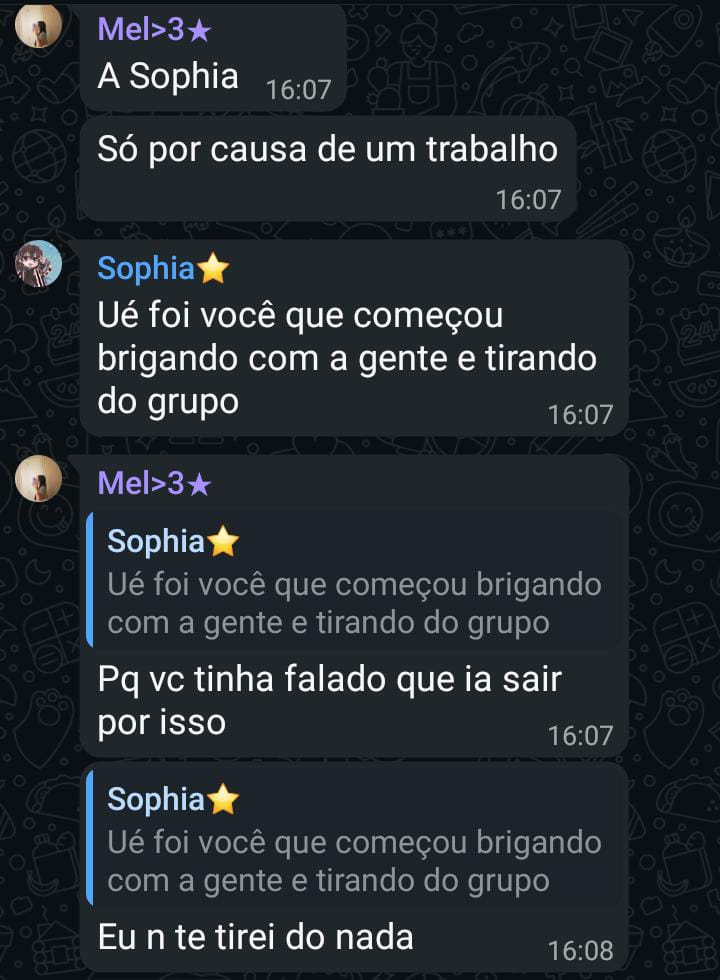 Mel>3★
A Sophia 16:07
Só por causa de um trabalho
16:07
Sophia⭐
Ué foi você que começou
brigando com a gente e tirando
do grupo 16:07
Mel>3★
Sophia⭐
Ué foi você que começou brigando
com a gente e tirando do grupo
Pq vc tinha falado que ia sair
por isso 16:07
Sophia⭐
Ué foi você que começou brigando
com a gente e tirando do grupo
Eu n te tirei do nada 16:08